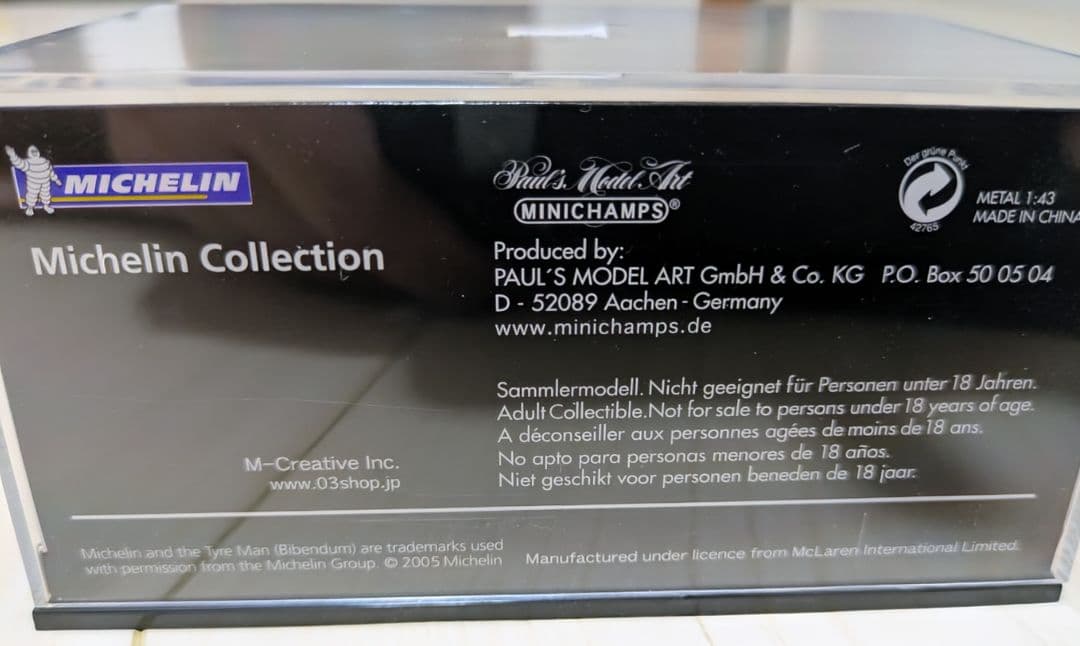 MICHELIN
Michelin Collection
M-Creative Inc.
www.03shop.jp
Paul's Model Art
MINICHAMPS®
Produced by:
PAUL´S MODEL ART GmbH & Co. KG P.O. Box 50 05 04
D - 52089 Aachen - Germany
www.minichamps.de
Der grüne Punkt
42765
METAL 1:43
MADE IN CHINA
Sammlermodell. Nicht geeignet für Personen unter 18 Jahren.
Adult Collectible. Not for sale to persons under 18 years of age.
A déconseiller aux personnes agées de moins de 18 ans.
No apto para personas menores de 18 años.
Niet geschikt voor personen beneden de 18 jaar.
Michelin and the Tyre Man (Bibendum) are trademarks used
with permission from the Michelin Group. © 2005 Michelin
Manufactured under licence from McLaren International Limited.